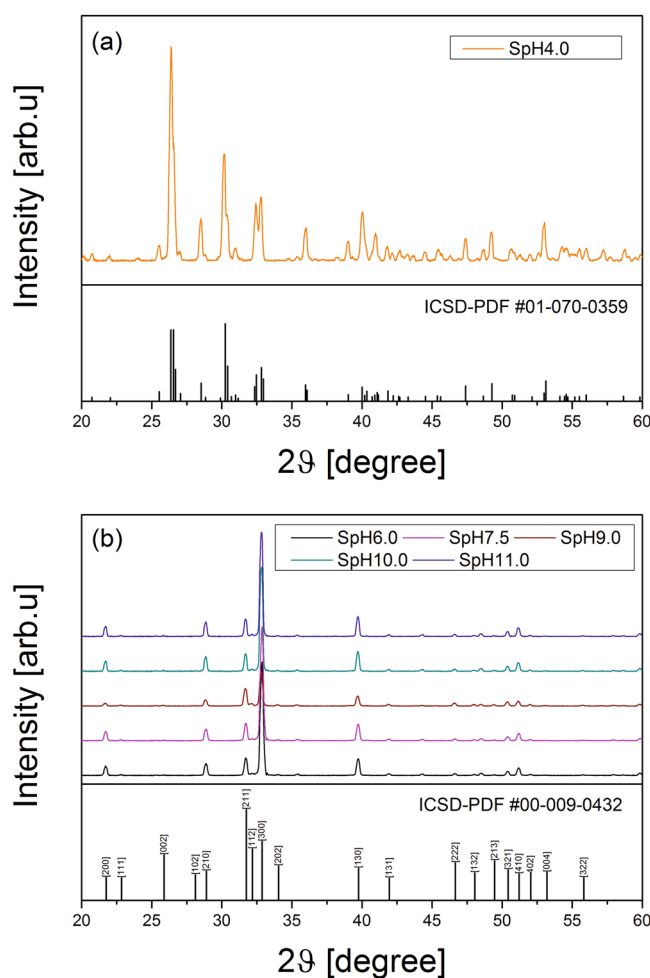 (a)
SpH4.0
Intensity [arb.u]
ICSD-PDF #01-070-0359
20 25 30 35 40 45 50 55 60
2ϑ [degree]
(b)
SpH6.0 SpH7.5 SpH9.0
SpH10.0 SpH11.0
Intensity [arb.u]
ICSD-PDF #00-009-0432
[200] [111] [002] [102] [210] [211] [112] [300] [202] [130] [131] [222] [132] [213] [321] [410] 402] [004] [322]
20 25 30 35 40 45 50 55 60
2ϑ [degree]